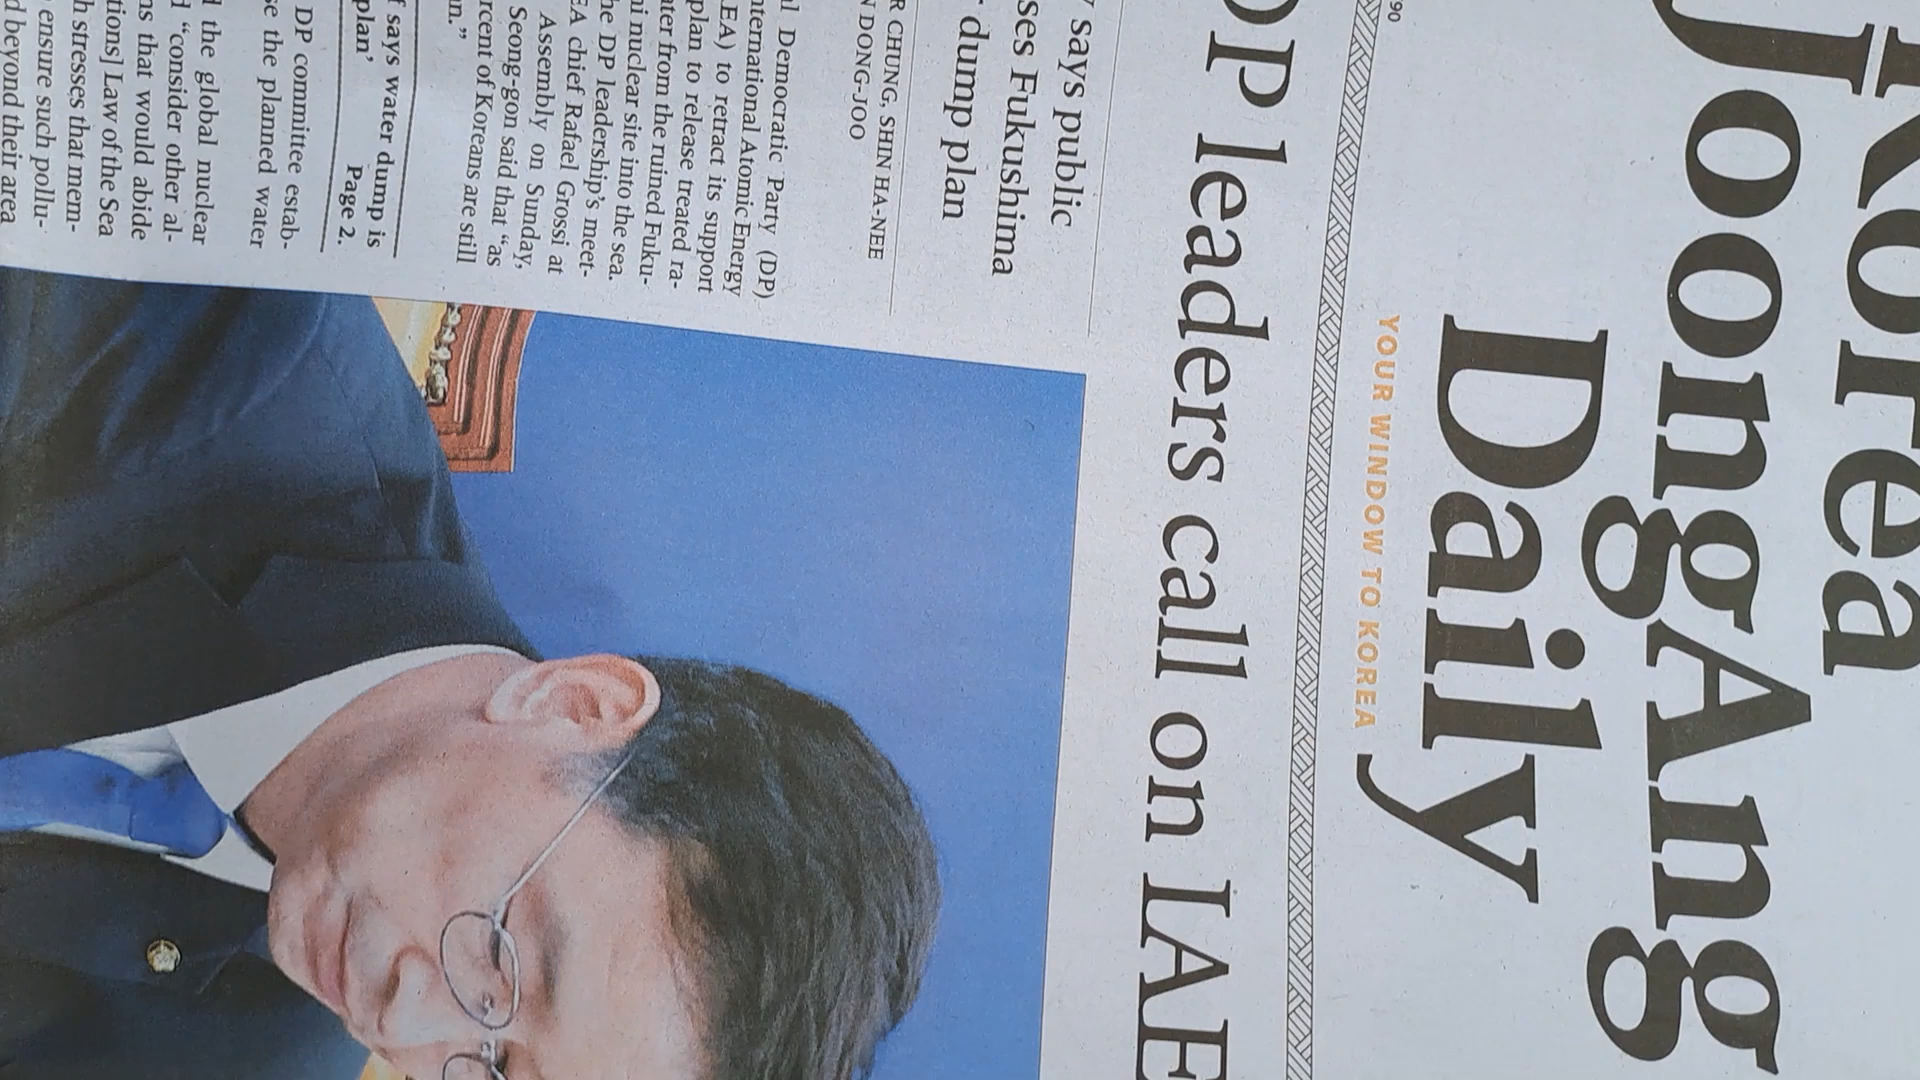 Korea
JoongAng
Daily
YOUR WINDOW TO KOREA
90
DP leaders call on IAE
says public
ses Fukushima
dump plan
R CHUNG, SHIN HA-NEE
N DONG-JOO
l Democratic Party (DP)
nternational Atomic Energy
EA) to retract its support
plan to release treated ra-
ater from the ruined Fuku-
hi nuclear site into the sea.
he DP leadership's meet-
EA chief Rafael Grossi at
Assembly on Sunday,
Seong-gon said that “as
rcent of Koreans are still
n.”
f says water dump is
plan’ Page 2.
DP committee estab-
se the planned water
the global nuclear
d “consider other al-
ns that would abide
tions] Law of the Sea
h stresses that mem-
ensure such pollu-
d beyond their area